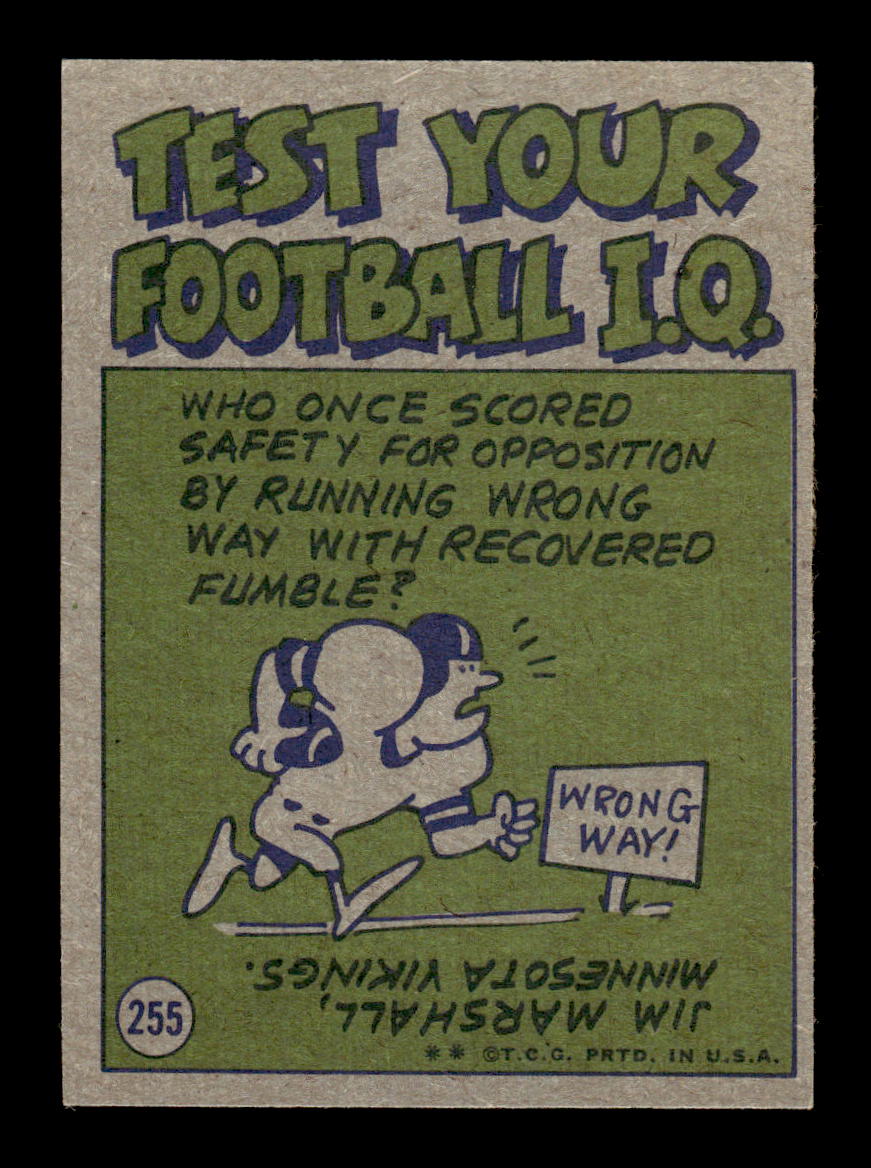 TEST YOUR
FOOTBALL I.Q.
WHO ONCE SCORED
SAFETY FOR OPPOSITION
BY RUNNING WRONG
WAY WITH RECOVERED
FUMBLE?
WRONG
WAY!
JIM MARSHALL,
MINNESOTA VIKINGS.
255
** ©T.C.G. PRTD. IN U.S.A.